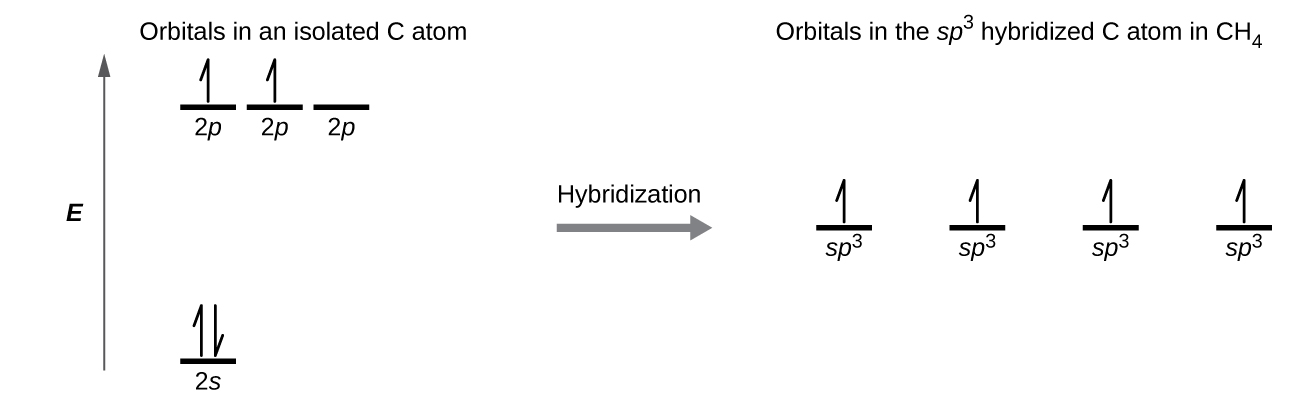 Orbitals in an isolated C atom
Orbitals in the sp³ hybridized C atom in CH₄
2p 2p 2p
E
Hybridization
sp³ sp³ sp³ sp³
2s